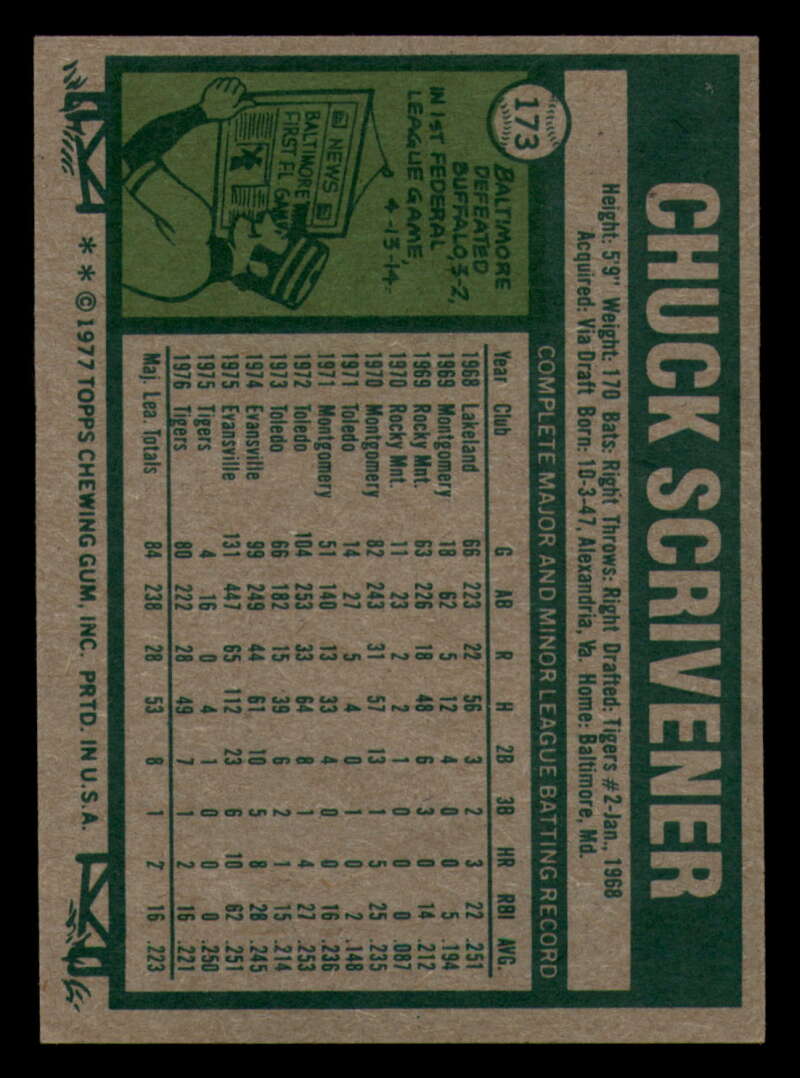 173
CHUCK SCRIVENER
Height: 5'9" Weight: 170 Bats: Right Throws: Right Drafted: Tigers #2-Jan., 1968
Acquired: Via Draft Born: 10-3-47, Alexandria, Va. Home: Baltimore, Md.
BALTIMORE
DEFEATED
BUFFALO, 3-2,
IN 1ST FEDERAL
LEAGUE GAME,
4-13-14.
NEWS
BALTIMORE
FIRST FL GAME
COMPLETE MAJOR AND MINOR LEAGUE BATTING RECORD
Year Club G AB R H 2B 3B HR RBI AVG.
1968 Lakeland 66 223 22 56 3 2 3 22 .251
1969 Montgomery 18 62 5 12 4 0 0 5 .194
1969 Rocky Mnt. 63 226 18 48 6 3 0 14 .212
1970 Rocky Mnt. 11 23 2 2 1 0 0 0 .087
1970 Montgomery 82 243 31 57 13 1 5 25 .235
1971 Toledo 14 27 5 4 0 1 0 2 .148
1971 Montgomery 51 140 13 33 4 0 0 16 .236
1972 Toledo 104 253 33 64 8 1 4 27 .253
1973 Toledo 66 182 15 39 6 2 1 15 .214
1974 Evansville 99 249 44 61 10 5 8 28 .245
1975 Evansville 131 447 65 112 23 6 10 62 .251
1975 Tigers 4 16 0 4 1 0 0 0 .250
1976 Tigers 80 222 28 49 7 1 2 16 .221
Maj. Lea. Totals 84 238 28 53 8 1 2 16 .223
* * © 1977 TOPPS CHEWING GUM, INC. PRTD. IN U.S.A.